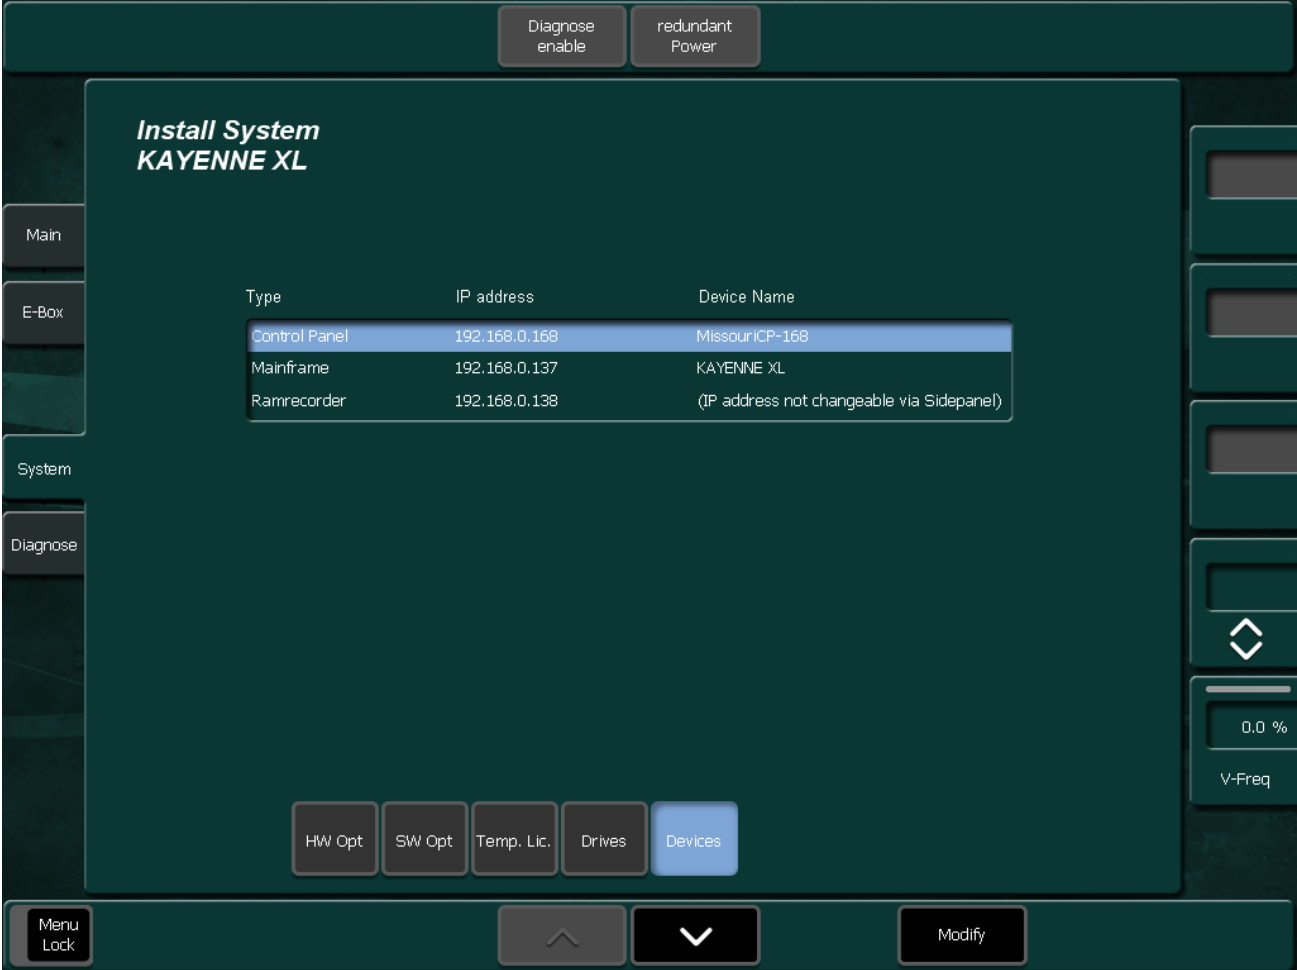 Diagnose
enable
redundant
Power
Install System
KAYENNE XL
Main
E-Box
System
Diagnose
Type IP address Device Name
Control Panel 192.168.0.168 MissouriCP-168
Mainframe 192.168.0.137 KAYENNE XL
Ramrecorder 192.168.0.138 (IP address not changeable via Sidepanel)
0.0 %
V-Freq
HW Opt SW Opt Temp. Lic. Drives Devices
Menu
Lock
Modify